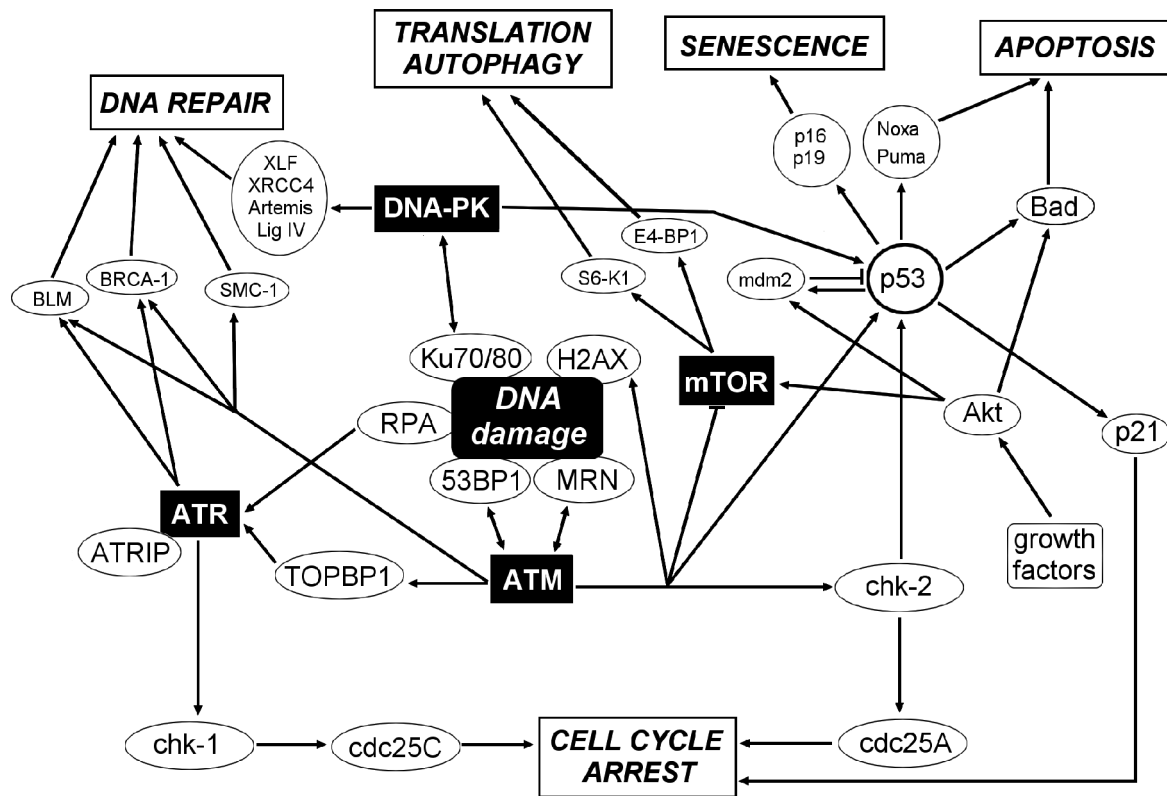 TRANSLATION
AUTOPHAGY
SENESCENCE
APOPTOSIS
DNA REPAIR
p16
p19
Noxa
Puma
XLF
XRCC4
Artemis
Lig IV
DNA-PK
E4-BP1
Bad
BLM
BRCA-1
SMC-1
S6-K1
mdm2
p53
Ku70/80
H2AX
mTOR
DNA
damage
RPA
Akt
p21
53BP1
MRN
ATR
ATRIP
TOPBP1
ATM
chk-2
growth
factors
chk-1
cdc25C
CELL CYCLE
ARREST
cdc25A